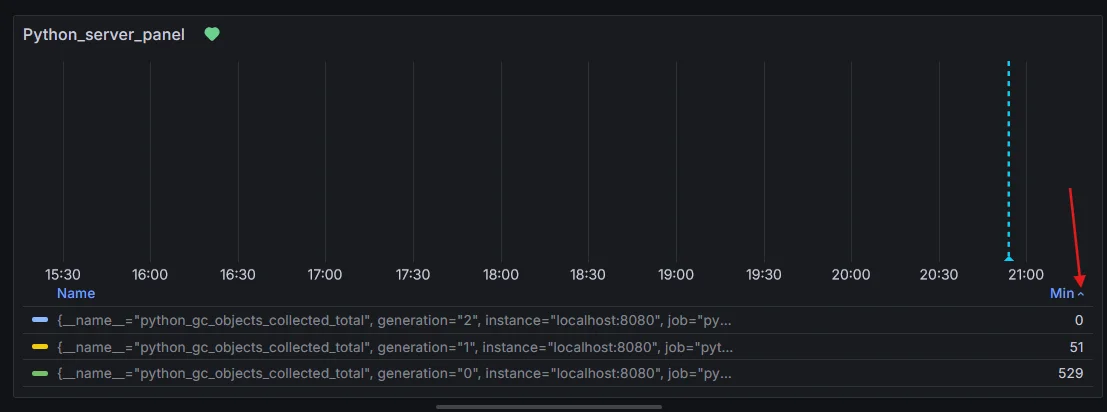 Python_server_panel
15:30 16:00 16:30 17:00 17:30 18:00 18:30 19:00 19:30 20:00 20:30 21:00
Name Min
{__name__="python_gc_objects_collected_total", generation="2", instance="localhost:8080", job="py... 0
{__name__="python_gc_objects_collected_total", generation="1", instance="localhost:8080", job="pyt... 51
{__name__="python_gc_objects_collected_total", generation="0", instance="localhost:8080", job="py... 529